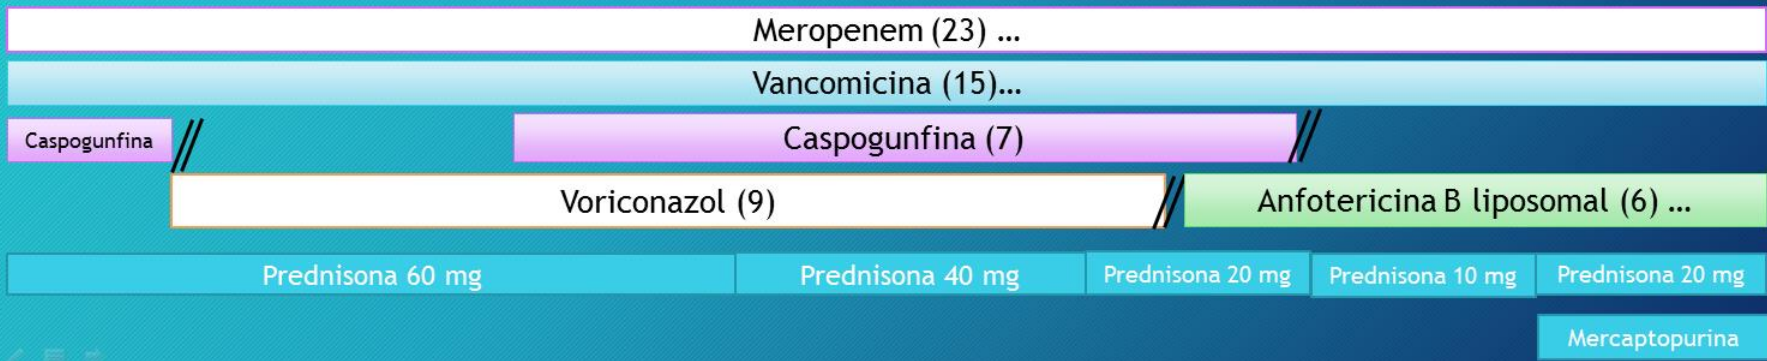 Meropenem (23) ...
Vancomicina (15)...
Caspogunfina
Caspogunfina (7)
Voriconazol (9)
Anfotericina B liposomal (6) ...
Prednisona 60 mg
Prednisona 40 mg
Prednisona 20 mg
Prednisona 10 mg
Prednisona 20 mg
Mercaptopurina